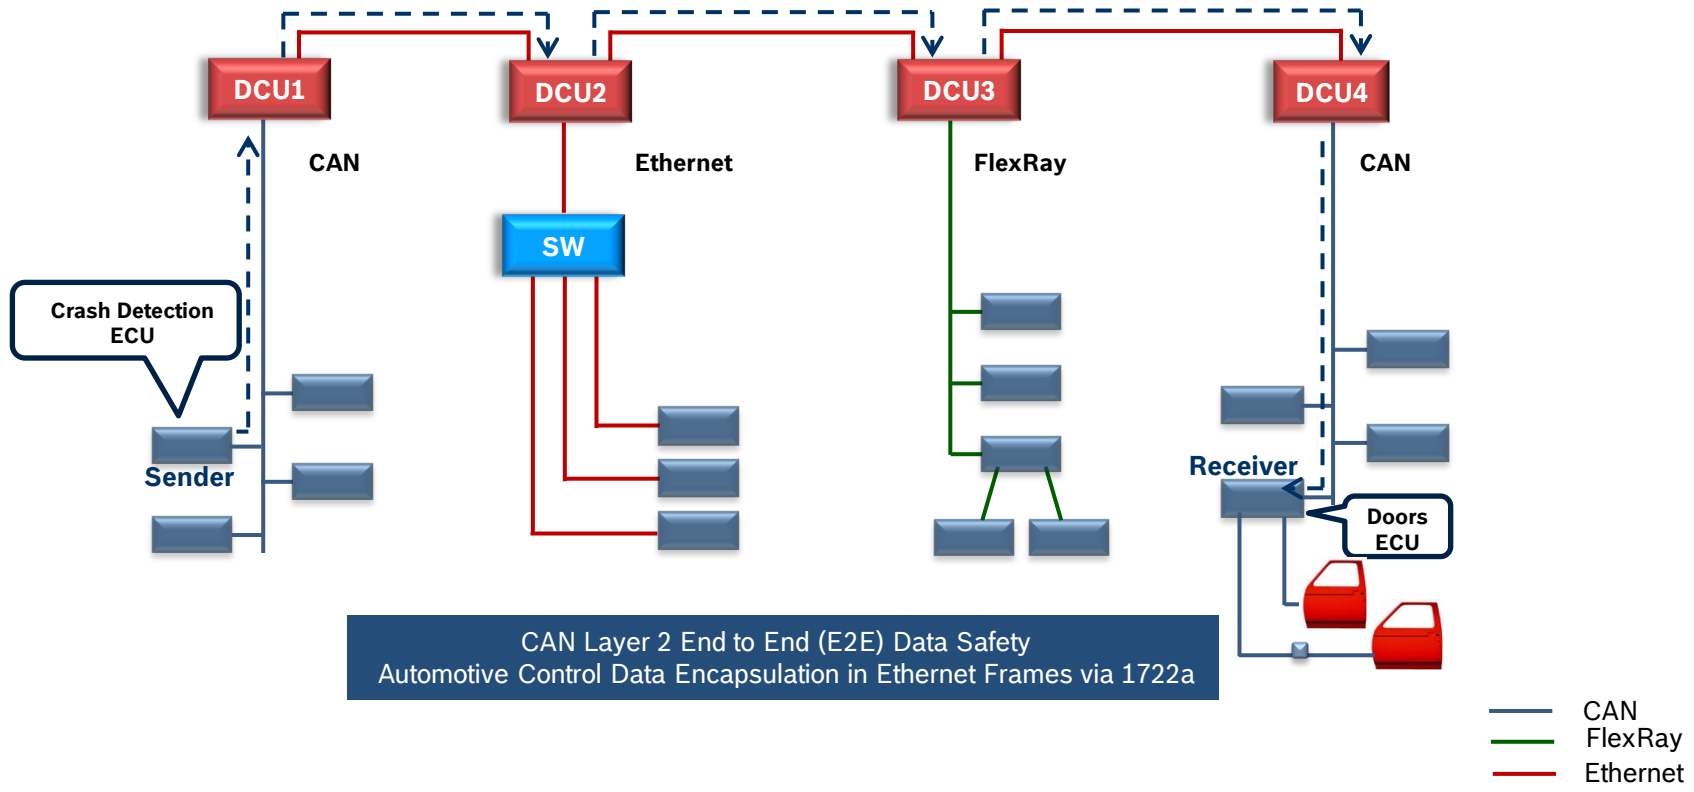 DCU1
DCU2
DCU3
DCU4
CAN
Ethernet
FlexRay
CAN
SW
Crash Detection
ECU
Sender
Receiver
Doors
ECU
CAN Layer 2 End to End (E2E) Data Safety
Automotive Control Data Encapsulation in Ethernet Frames via 1722a
CAN
FlexRay
Ethernet